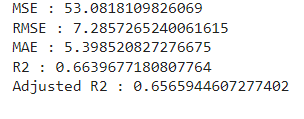 MSE : 53.0818109826069
RMSE : 7.2857265240061615
MAE : 5.398520827276675
R2 : 0.6639677180807764
Adjusted R2 : 0.6565944607277402